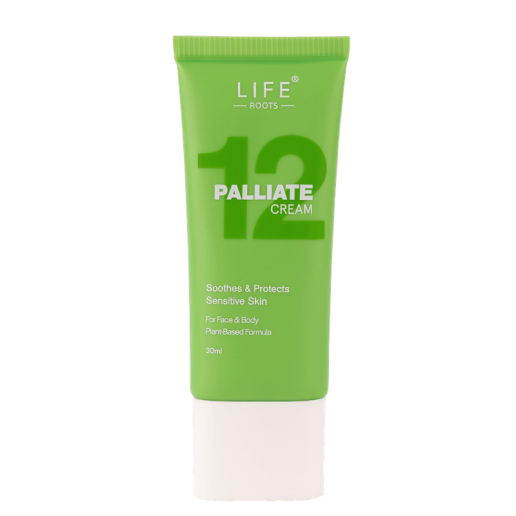 LIFE®
ROOTS
12
PALLIATE
CREAM
Soothes & Protects
Sensitive Skin
For Face & Body
Plant-Based Formula
30ml